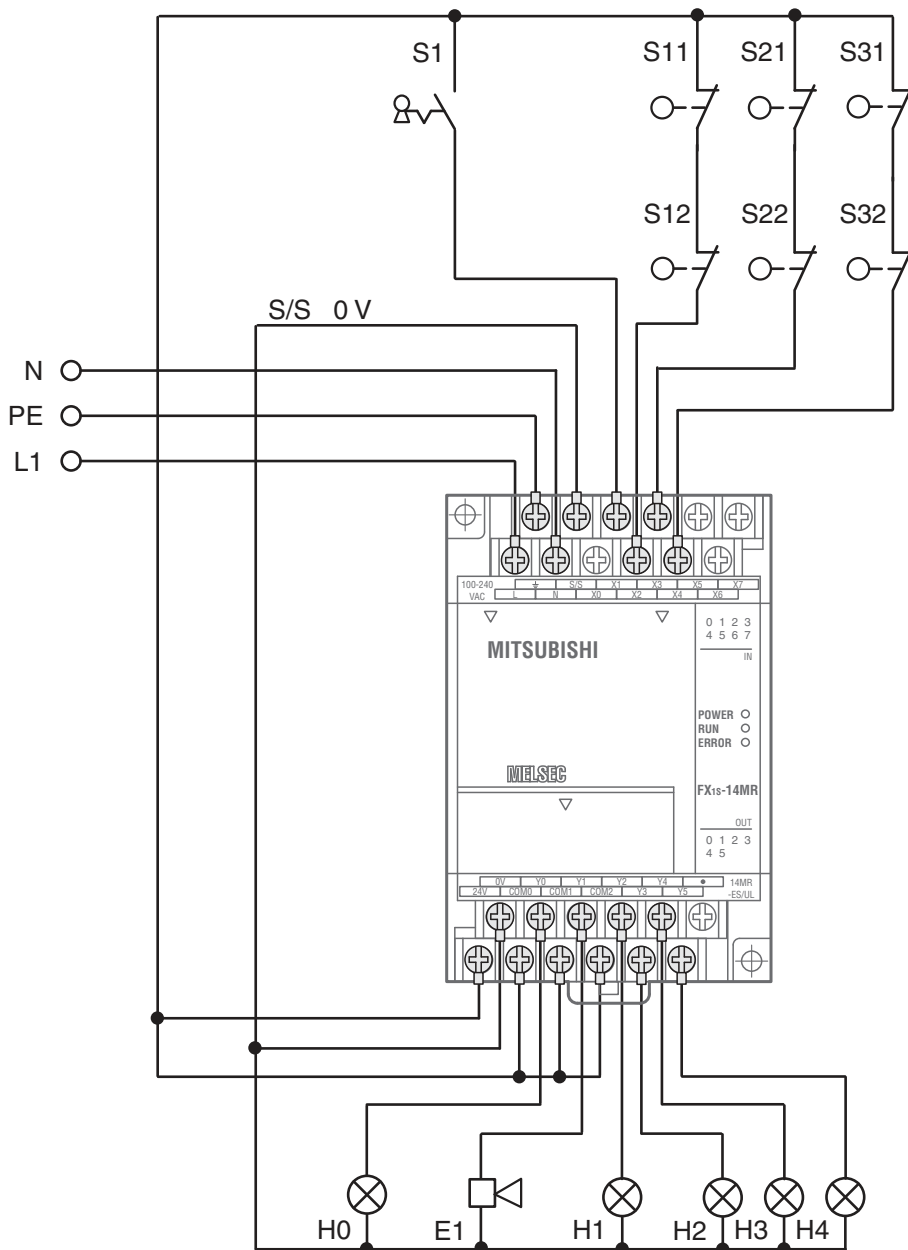 S1 S11 S21 S31
S12 S22 S32
S/S 0 V
N
PE
L1
100-240 ⏚ S/S X1 X3 X5 X7
VAC L N X0 X2 X4 X6
0 1 2 3
4 5 6 7
IN
MITSUBISHI
POWER
RUN
ERROR
MELSEC
FX1S-14MR
OUT
0 1 2 3
4 5
0V Y0 Y1 Y2 Y4 • 14MR
24V COM0 COM1 COM2 Y3 Y5 -ES/UL
H0 E1 H1 H2 H3 H4